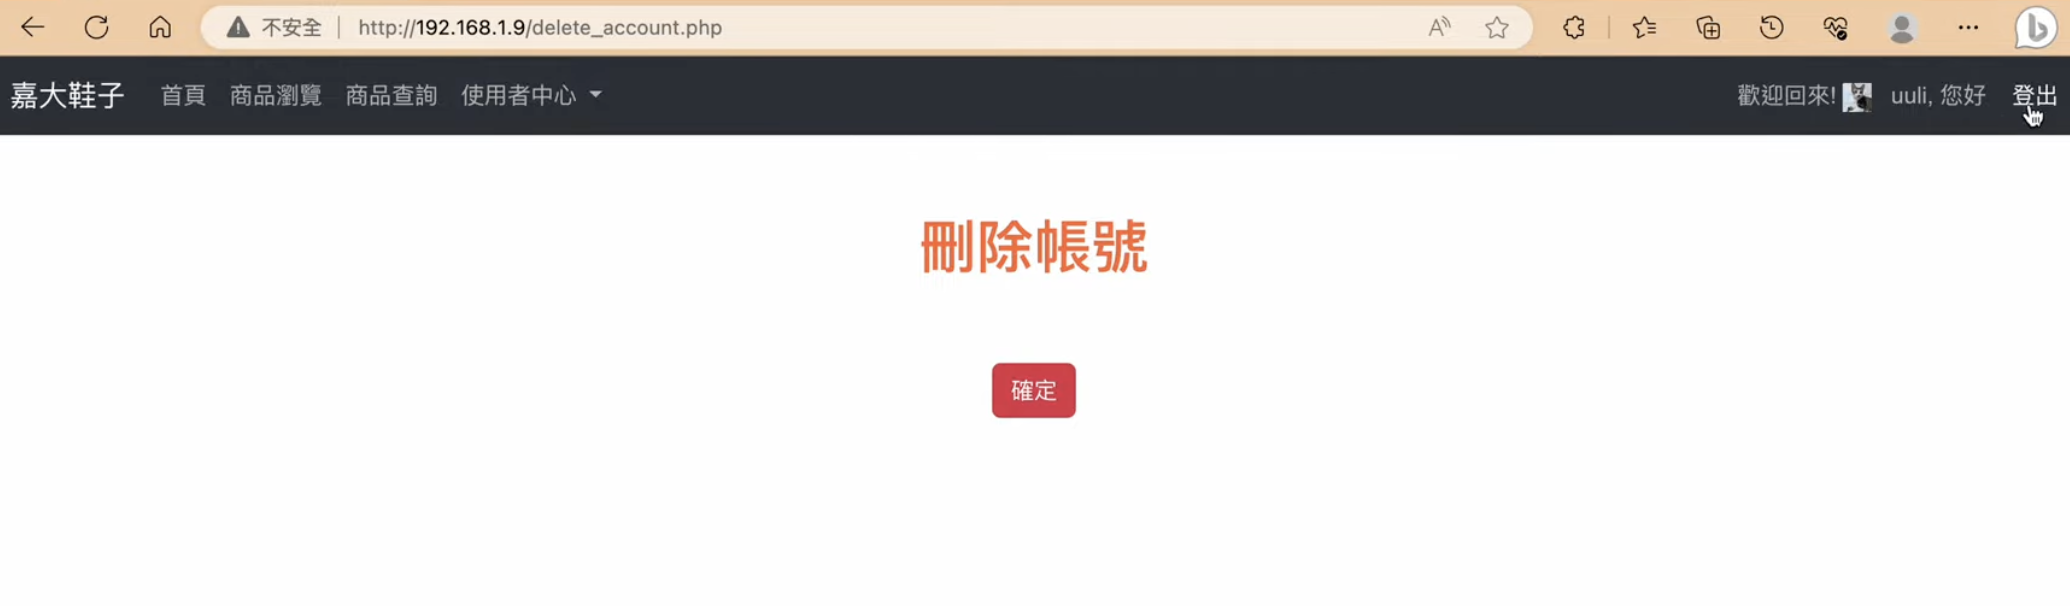 不安全 http://192.168.1.9/delete_account.php
嘉大鞋子 首頁 商品瀏覽 商品查詢 使用者中心 歡迎回來! uuli, 您好 登出
刪除帳號
確定